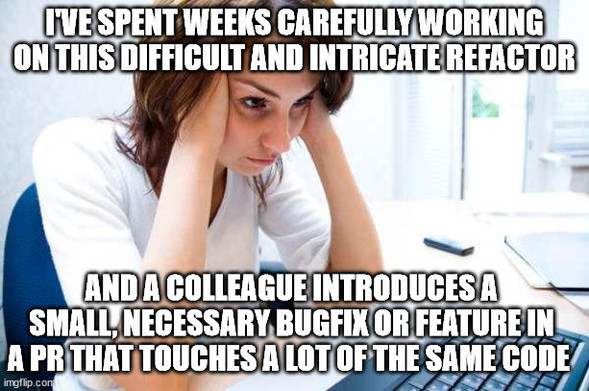 I'VE SPENT WEEKS CAREFULLY WORKING
ON THIS DIFFICULT AND INTRICATE REFACTOR
AND A COLLEAGUE INTRODUCES A
SMALL, NECESSARY BUGFIX OR FEATURE IN
A PR THAT TOUCHES A LOT OF THE SAME CODE
imgflip.com